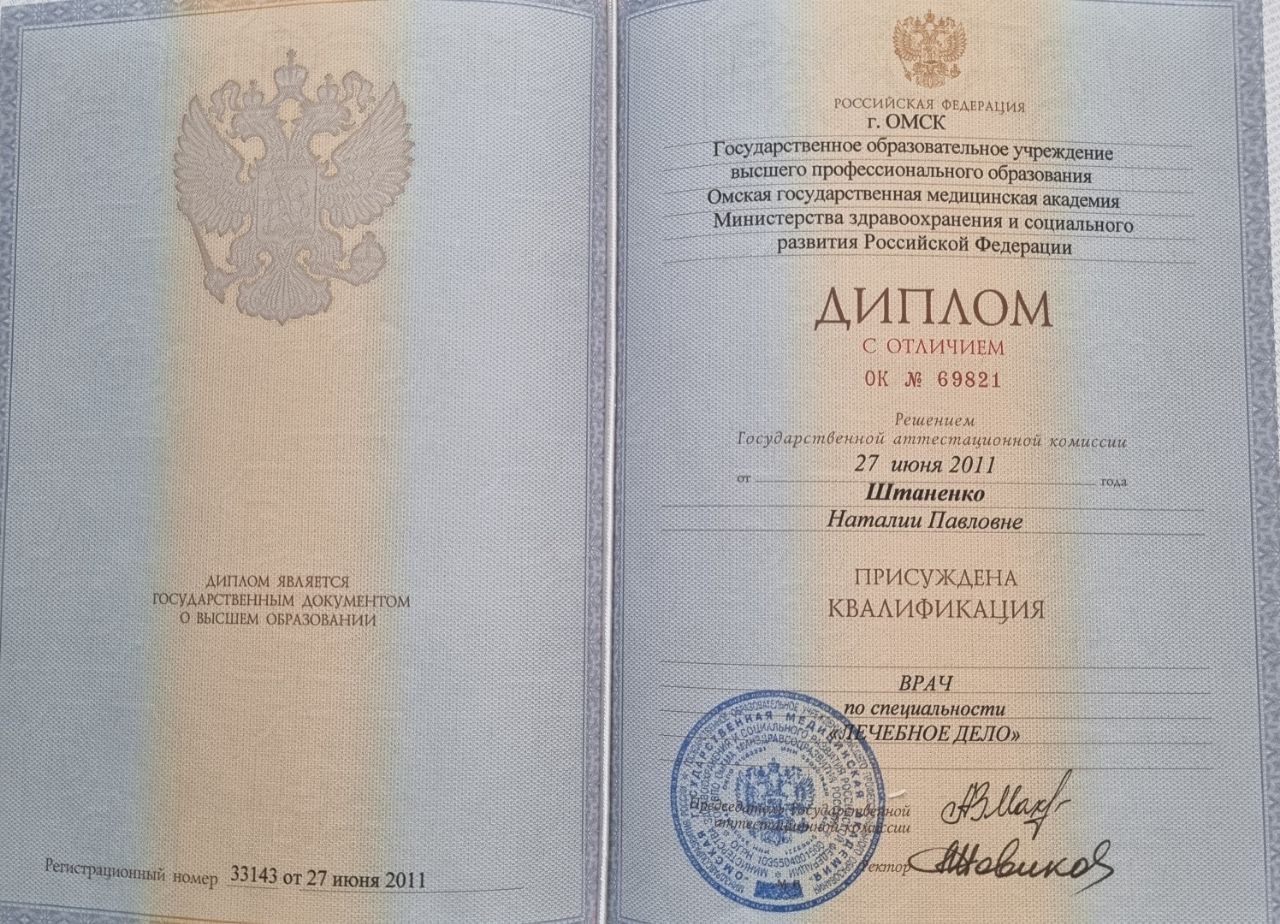 ДИПЛОМ ЯВЛЯЕТСЯ
ГОСУДАРСТВЕННЫМ ДОКУМЕНТОМ
О ВЫСШЕМ ОБРАЗОВАНИИ
Регистрационный номер 33143 от 27 июня 2011
РОССИЙСКАЯ ФЕДЕРАЦИЯ
г. ОМСК
Государственное образовательное учреждение
высшего профессионального образования
Омская государственная медицинская академия
Министерства здравоохранения и социального
развития Российской Федерации
ДИПЛОМ
С ОТЛИЧИЕМ
ОК № 69821
Решением
Государственной аттестационной комиссии
от 27 июня 2011 года
Штаненко
Наталии Павловне
ПРИСУЖДЕНА
КВАЛИФИКАЦИЯ
ВРАЧ
по специальности
«ЛЕЧЕБНОЕ ДЕЛО»
Председатель Государственной
аттестационной комиссии
Ректор